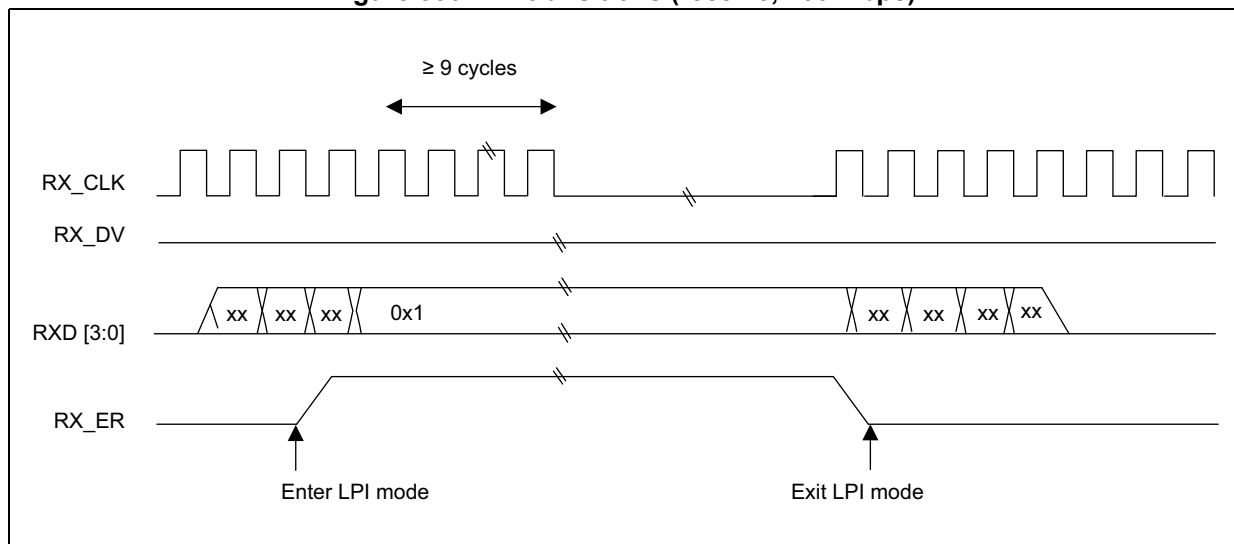 ≥ 9 cycles
RX_CLK
RX_DV
xx xx xx 0x1 xx xx xx xx
RXD [3:0]
RX_ER
Enter LPI mode Exit LPI mode